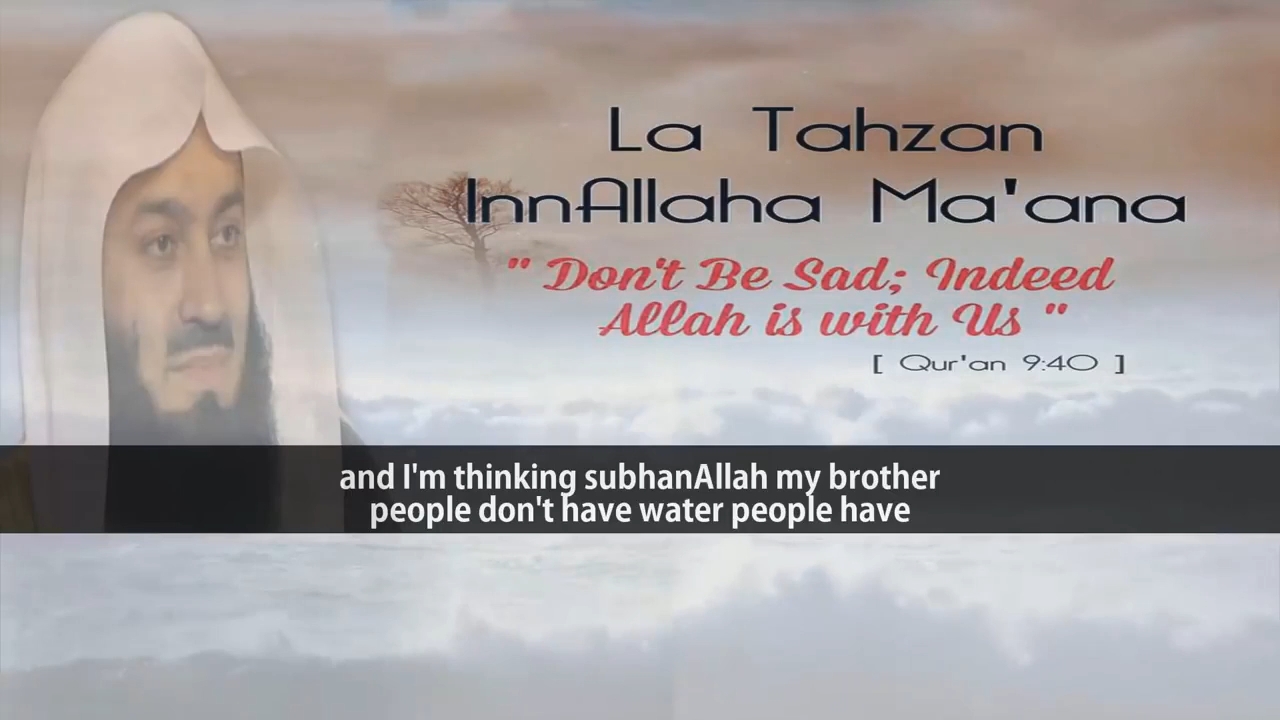 La Tahzan
InnAllaha Ma'ana
" Don't Be Sad; Indeed
Allah is with Us "
[ Qur'an 9:40 ]
and I'm thinking subhanAllah my brother
people don't have water people have